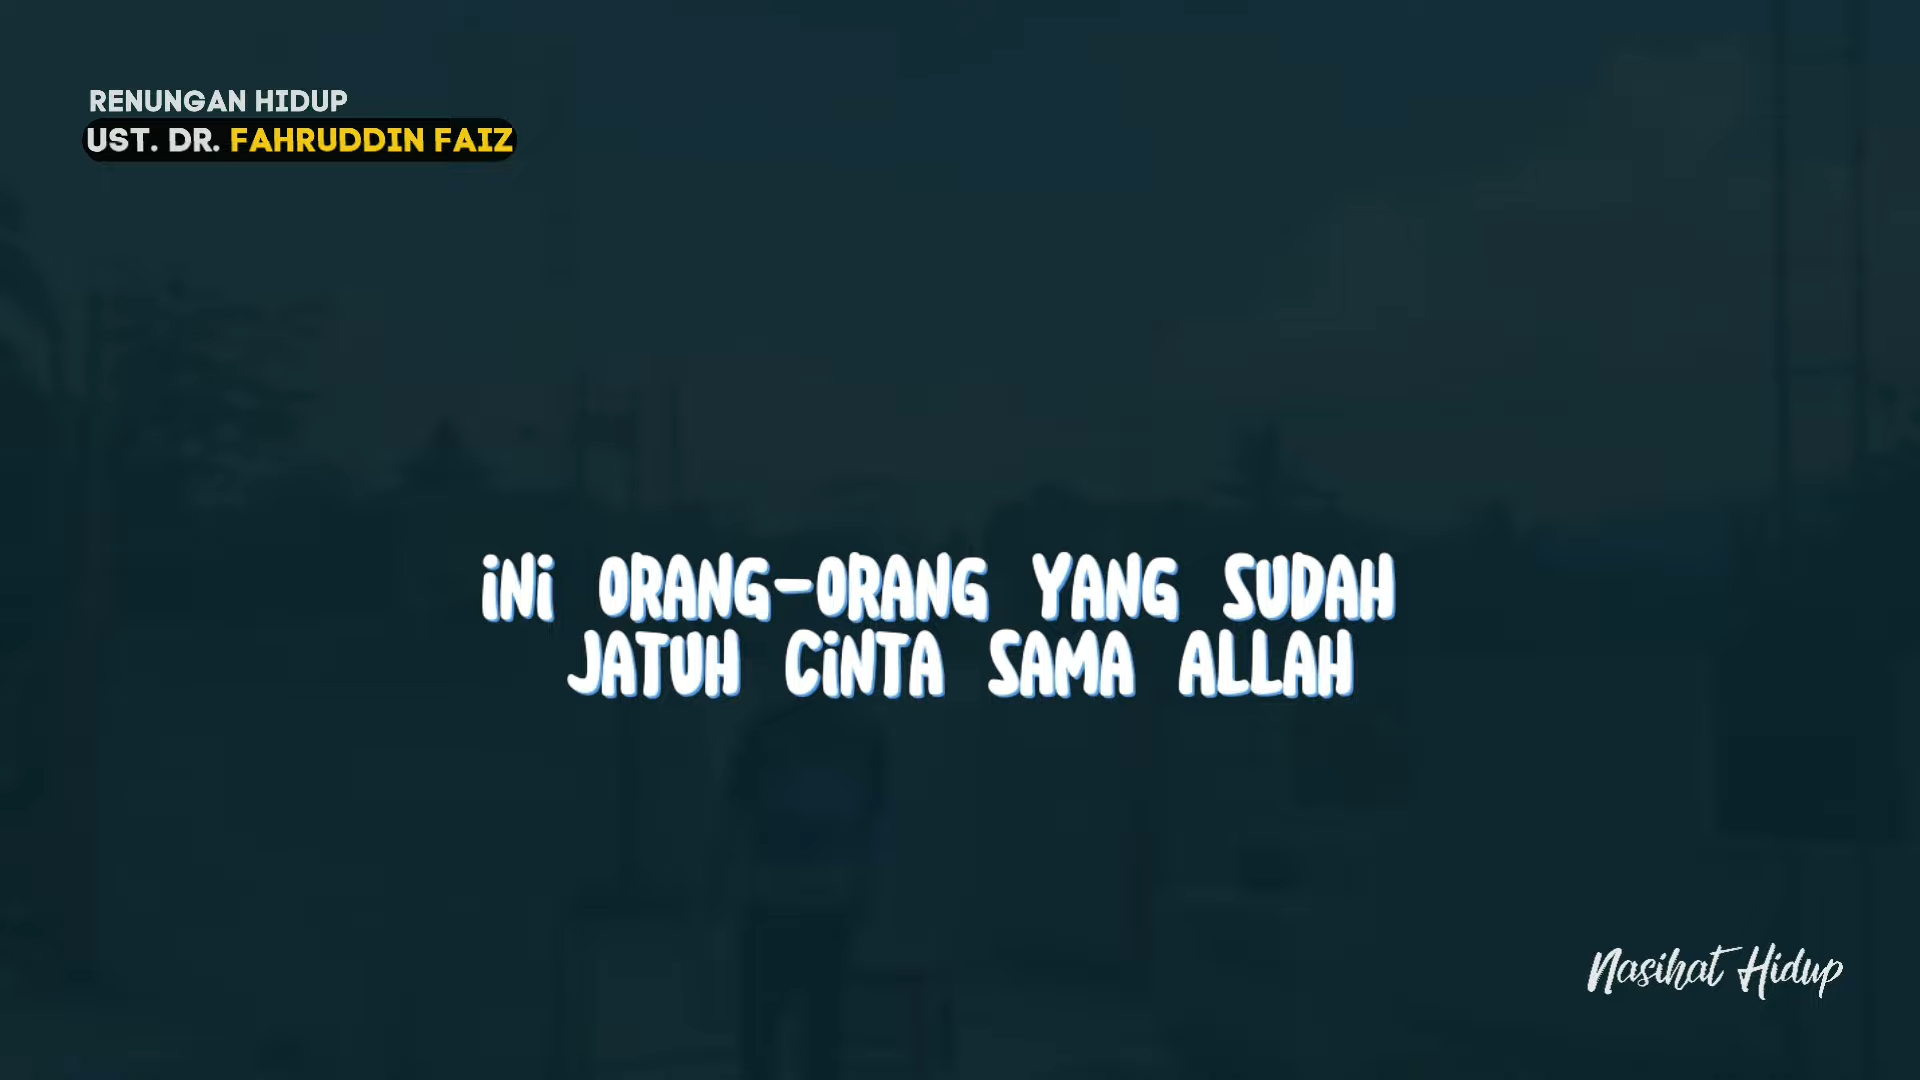 RENUNGAN HIDUP
UST. DR. FAHRUDDIN FAIZ
iNi ORANG-ORANG YANG SUDAH
JATUH CiNTA SAMA ALLAH
Nasihat Hidup